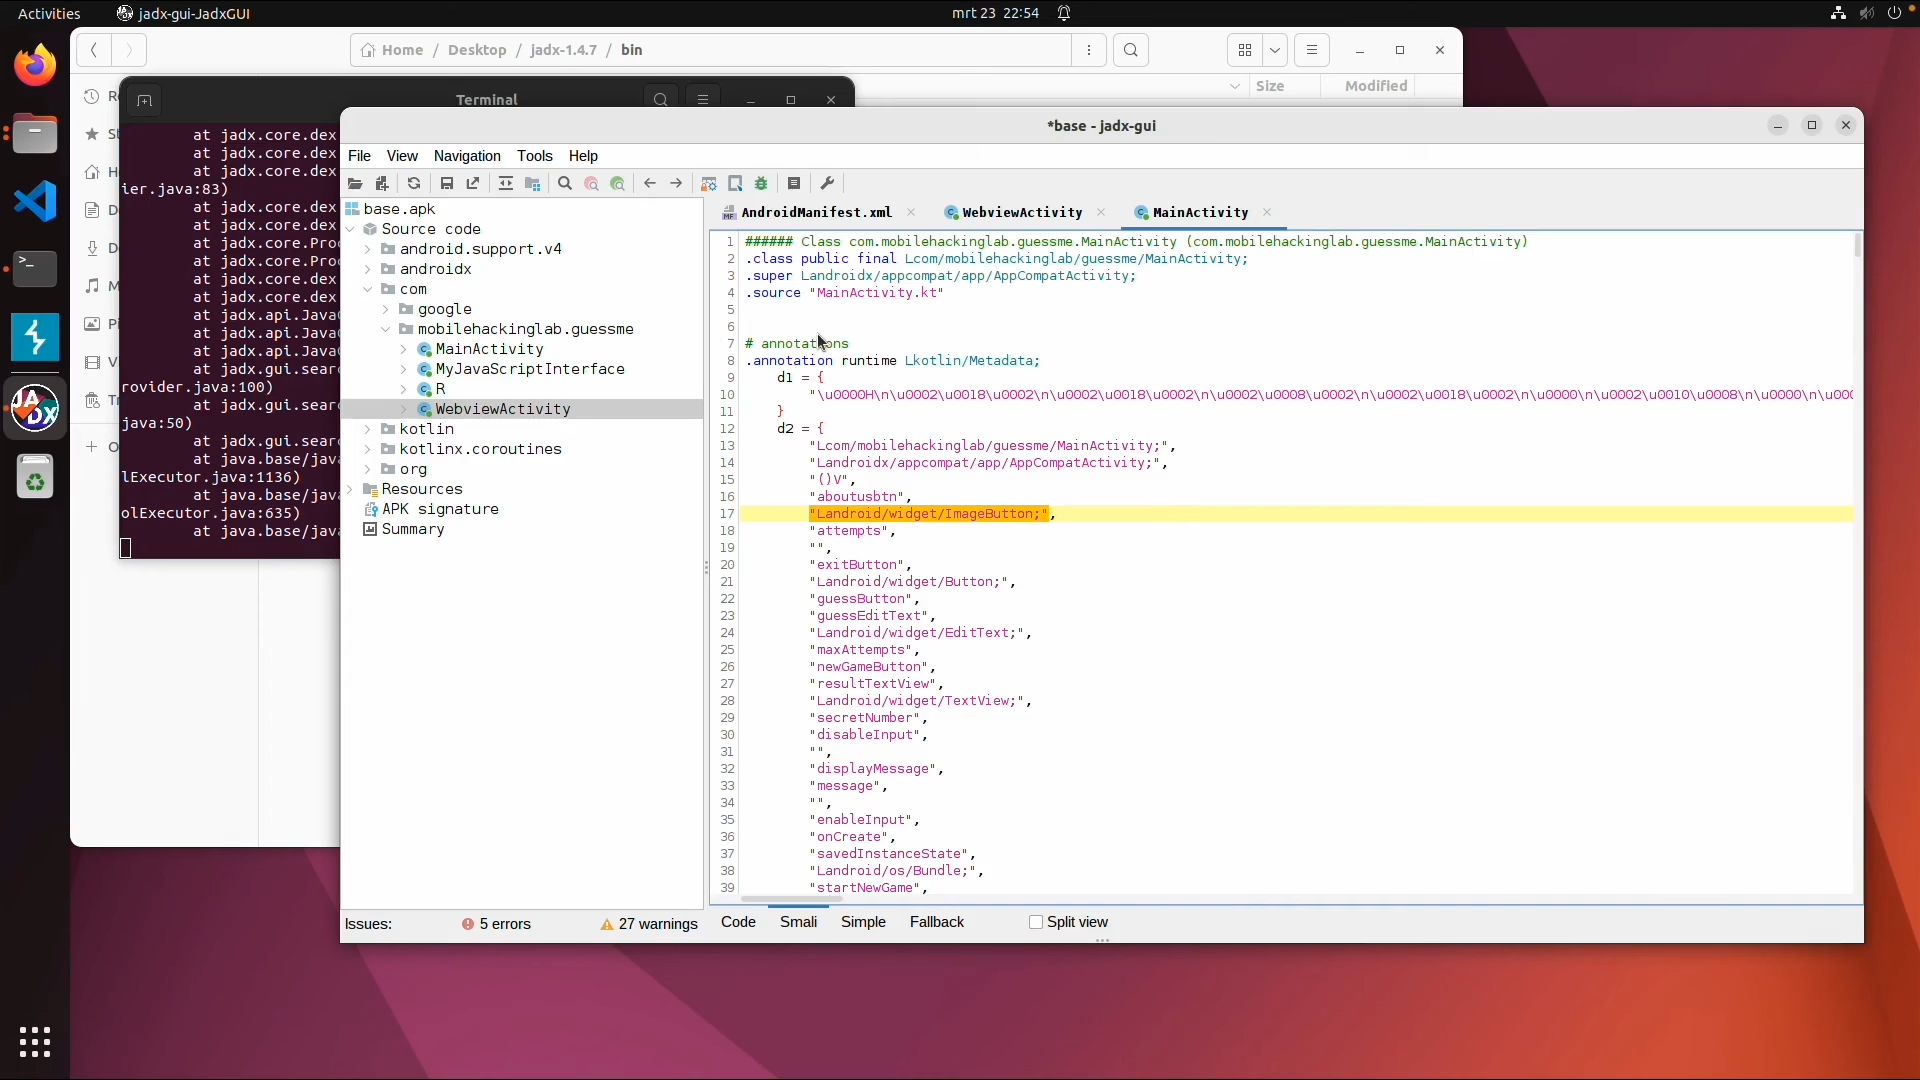 Activities
jadx-gui-JadxGUI
mrt 23 22:54
Home / Desktop / jadx-1.4.7 / bin
Size
Modified
Terminal
at jadx.core.dex
at jadx.core.dex
at jadx.core.dex
ier.java:83)
at jadx.core.dex
at jadx.core.dex
at jadx.core.Proc
at jadx.core.Proc
at jadx.core.dex
at jadx.core.dex
at jadx.api.Java
at jadx.api.Java
at jadx.api.Java
at jadx.gui.sear
rovider.java:100)
at jadx.gui.sear
java:50)
at jadx.gui.sear
at java.base/jav
lExecutor.java:1136)
at java.base/jav
olExecutor.java:635)
at java.base/jav
*base - jadx-gui
File View Navigation Tools Help
base.apk
Source code
android.support.v4
androidx
com
google
mobilehackinglab.guessme
MainActivity
MyJavaScriptInterface
R
WebviewActivity
kotlin
kotlinx.coroutines
org
Resources
APK signature
Summary
Issues: 5 errors 27 warnings
AndroidManifest.xml WebviewActivity MainActivity
1 ###### Class com.mobilehackinglab.guessme.MainActivity (com.mobilehackinglab.guessme.MainActivity)
2 .class public final Lcom/mobilehackinglab/guessme/MainActivity;
3 .super Landroidx/appcompat/app/AppCompatActivity;
4 .source "MainActivity.kt"
5
6
7 # annotations
8 .annotation runtime Lkotlin/Metadata;
9 d1 = {
10 "\u0000H\n\u0002\u0018\u0002\n\u0002\u0018\u0002\n\u0002\u0008\u0002\n\u0002\u0018\u0002\n\u0000\n\u0002\u0010\u0008\n\u0000\n\u000
11 }
12 d2 = {
13 "Lcom/mobilehackinglab/guessme/MainActivity;",
14 "Landroidx/appcompat/app/AppCompatActivity;",
15 "()V",
16 "aboutusbtn",
17 "Landroid/widget/ImageButton;",
18 "attempts",
19 "",
20 "exitButton",
21 "Landroid/widget/Button;",
22 "guessButton",
23 "guessEditText",
24 "Landroid/widget/EditText;",
25 "maxAttempts",
26 "newGameButton",
27 "resultTextView",
28 "Landroid/widget/TextView;",
29 "secretNumber",
30 "disableInput",
31 "",
32 "displayMessage",
33 "message",
34 "",
35 "enableInput",
36 "onCreate",
37 "savedInstanceState",
38 "Landroid/os/Bundle;",
39 "startNewGame",
Code Smali Simple Fallback Split view